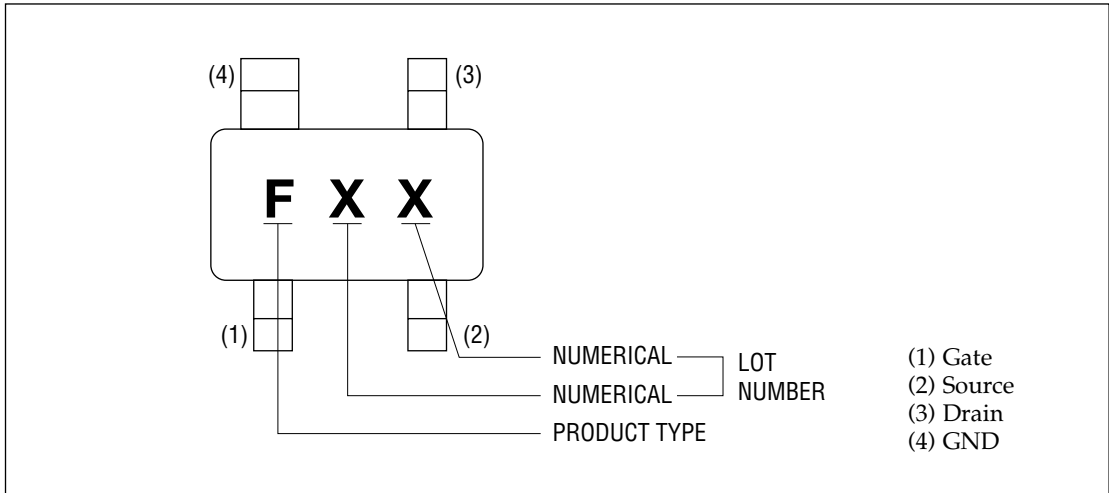 (4)
(3)
F X X
(1)
(2)
NUMERICAL
NUMERICAL
LOT
NUMBER
PRODUCT TYPE
(1) Gate
(2) Source
(3) Drain
(4) GND